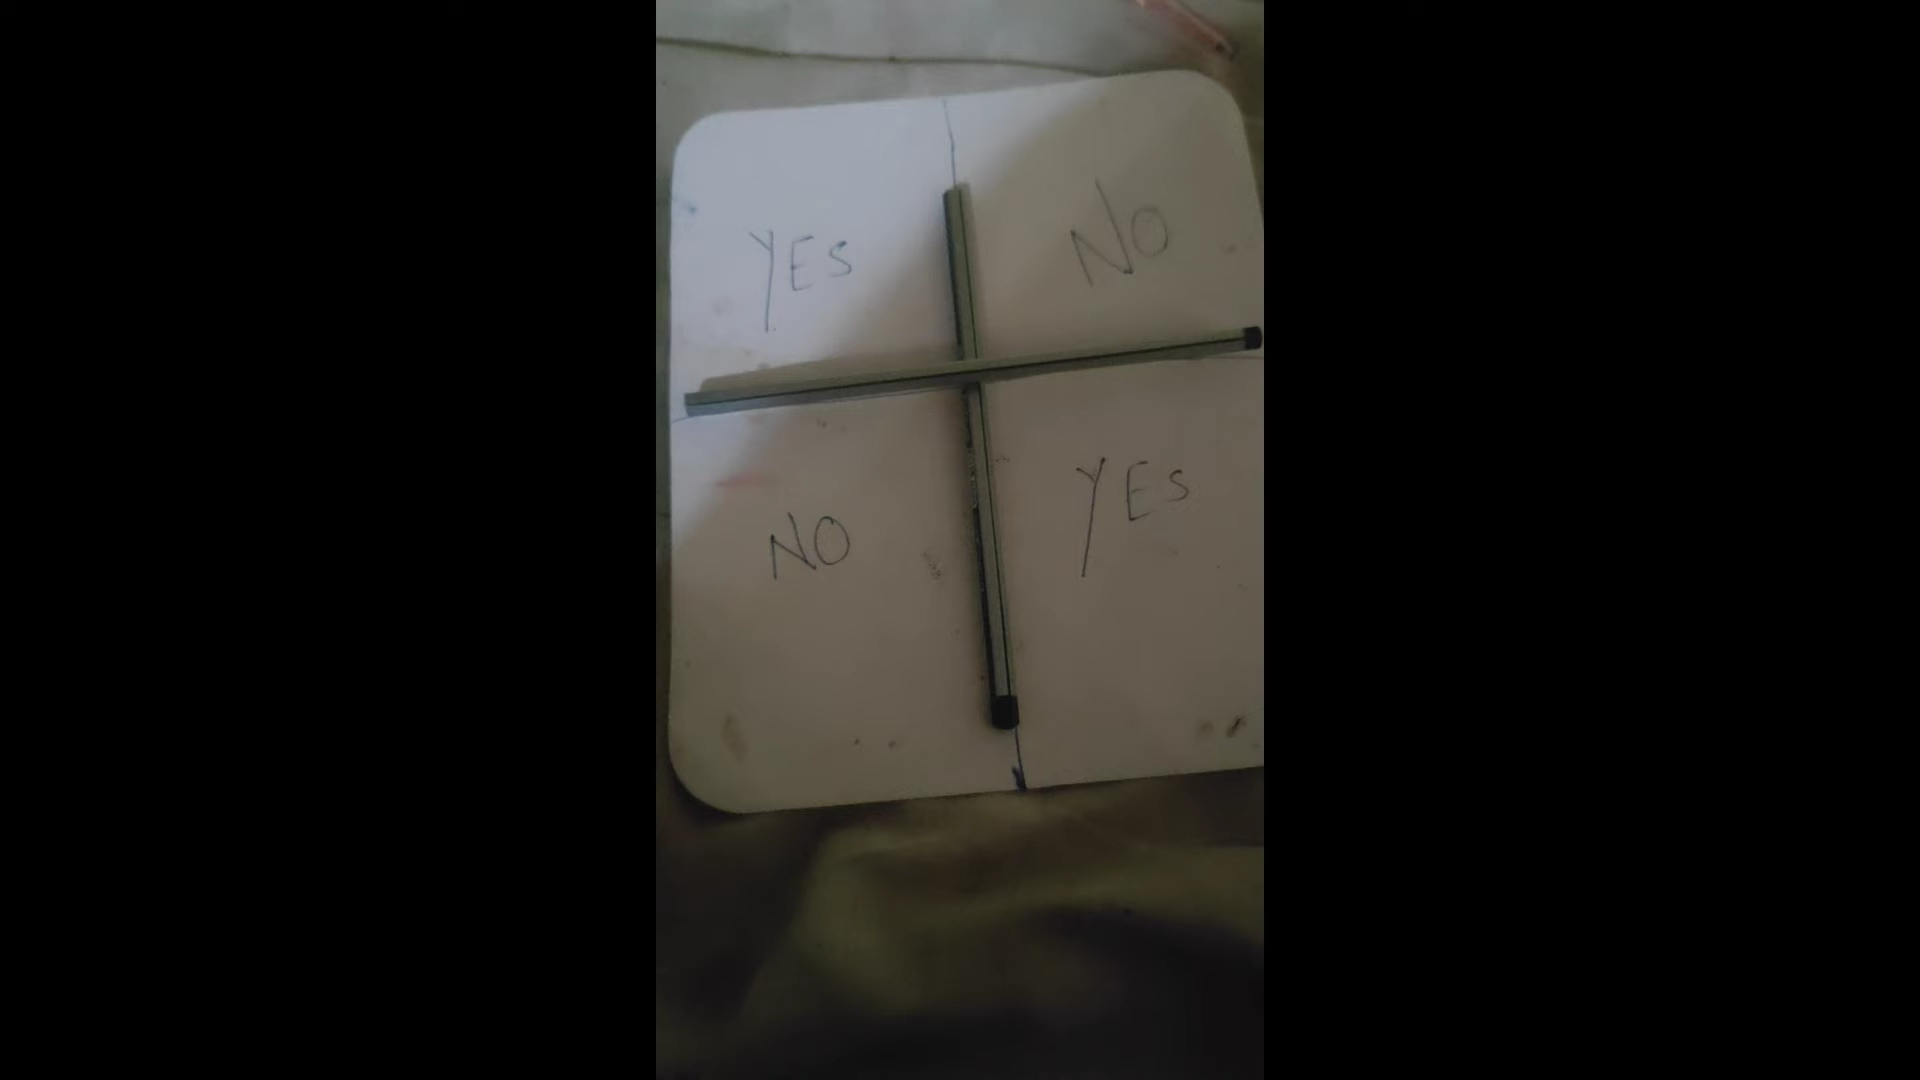 YES NO
NO YES